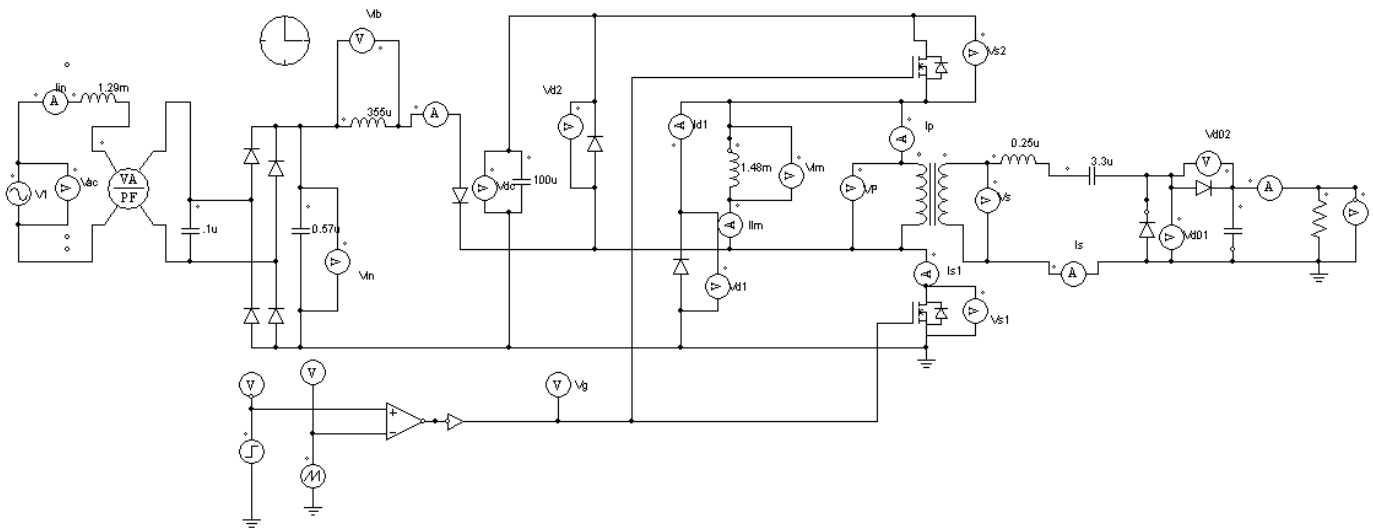 VIb
V
Iin
1.29m
A
355u
A
V1
V
Vac
VA
PF
.1u
0.57u
V
VIn
V
Vdc
100u
Vd2
V
Vs2
V
Id1
A
1.48m
V
Vlm
A
Ilm
Ip
A
V
VP
0.25u
3.3u
V
Vs
Vd02
V
A
V
V
Vd01
Is
A
Is1
A
V
Vd1
V
Vs1
V
V
V
Vg